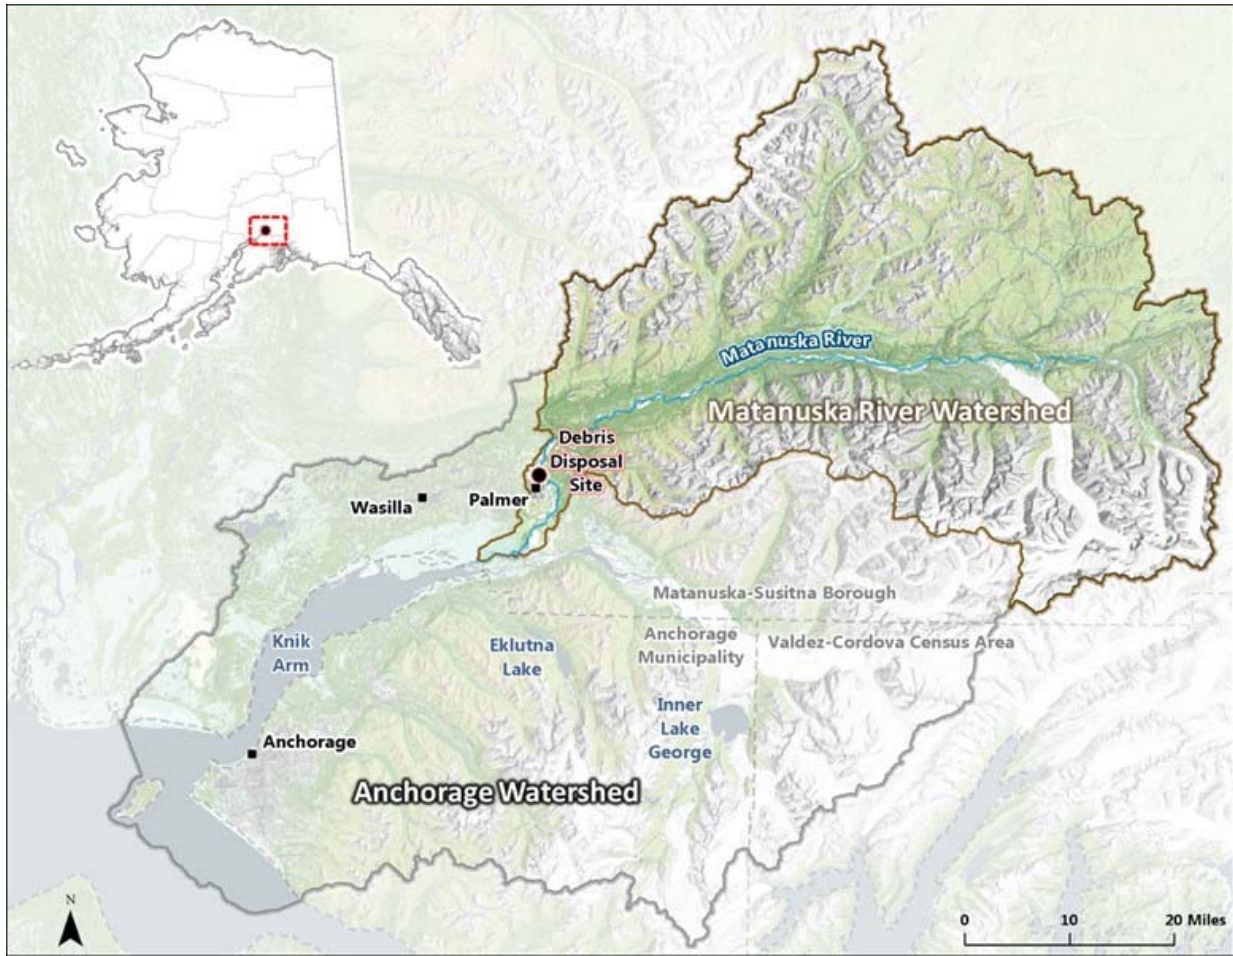 Matanuska River
Matanuska River Watershed
Debris
Disposal
Site
Palmer
Wasilla
Matanuska-Susitna Borough
Knik
Arm
Eklutna
Lake
Anchorage
Municipality
Valdez-Cordova Census Area
Inner
Lake
George
Anchorage
Anchorage Watershed
N
0 10 20 Miles